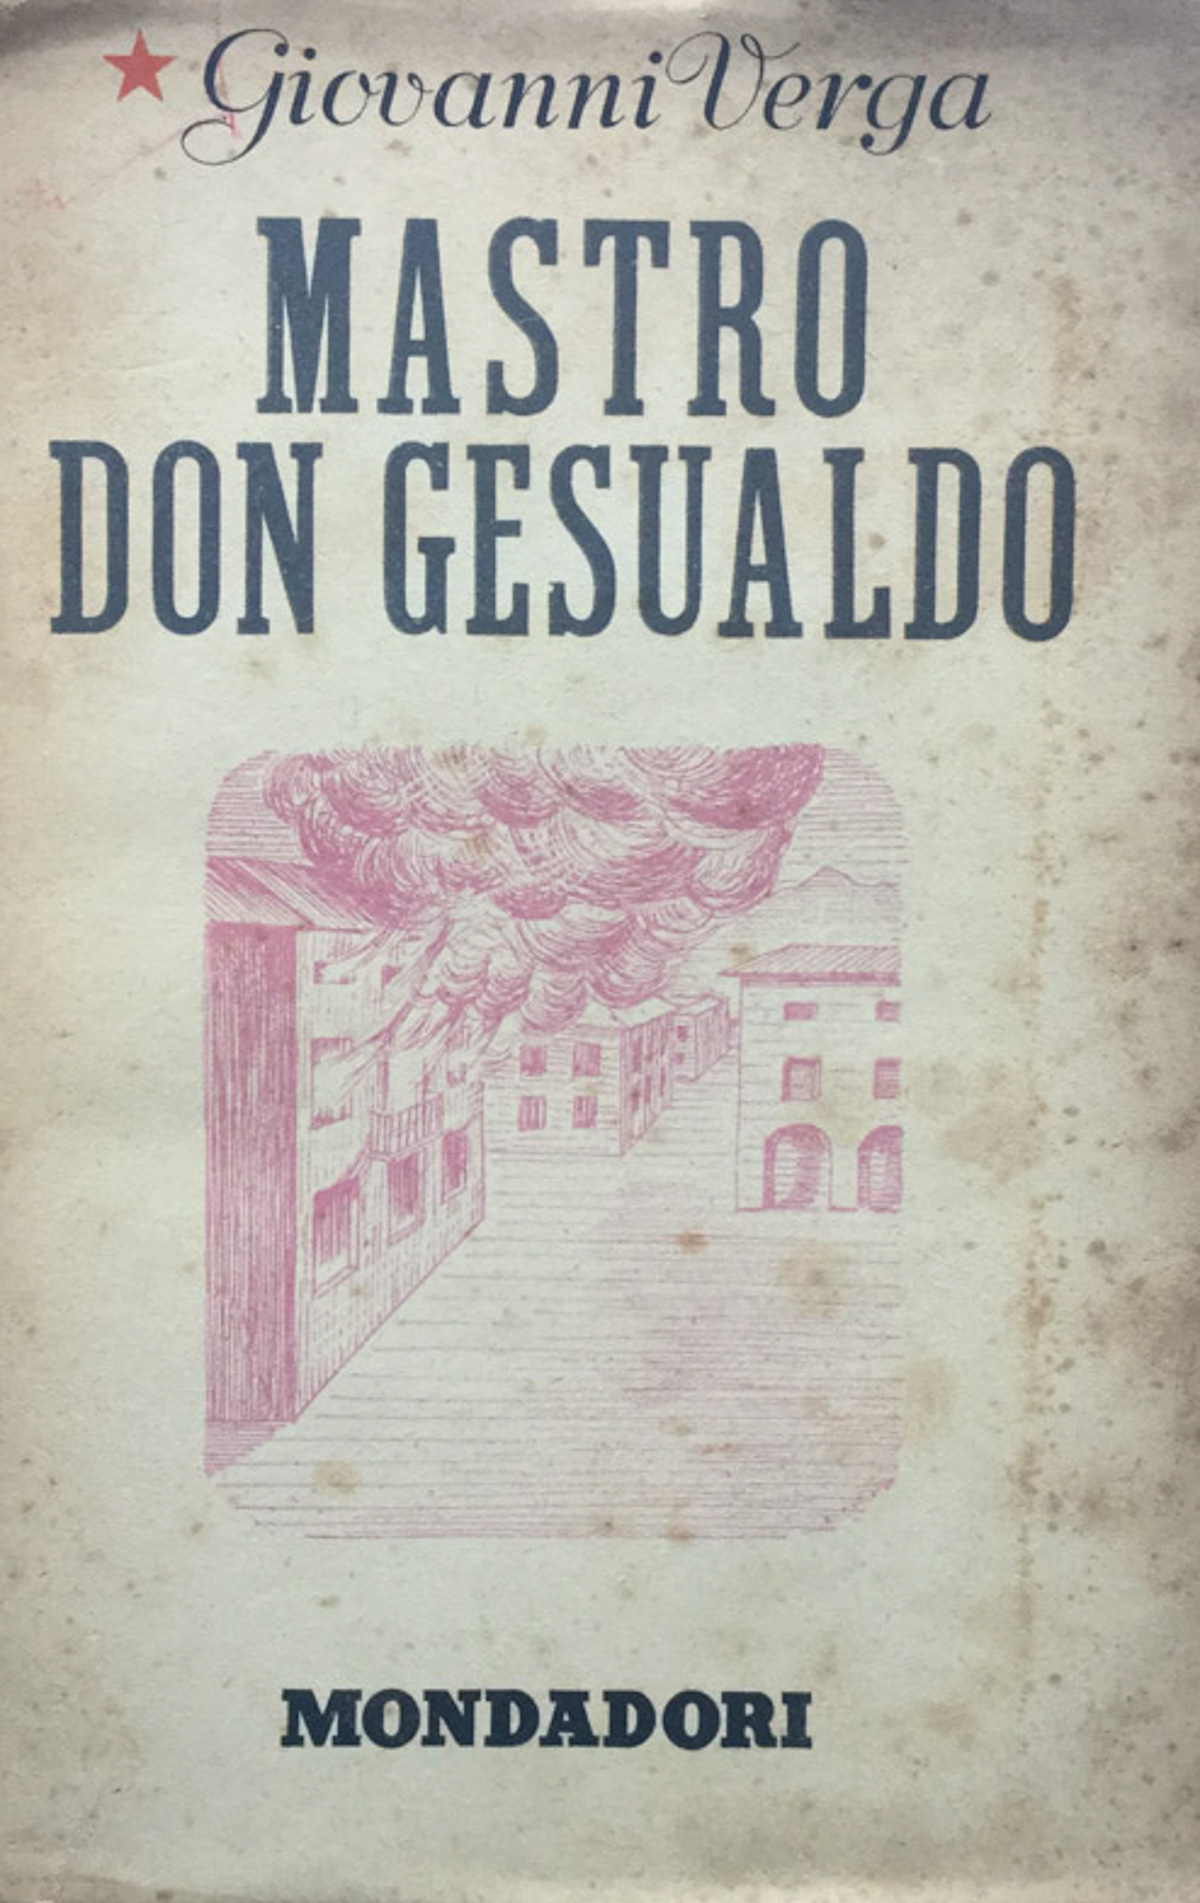 Giovanni Verga
MASTRO
DON GESUALDO
MONDADORI